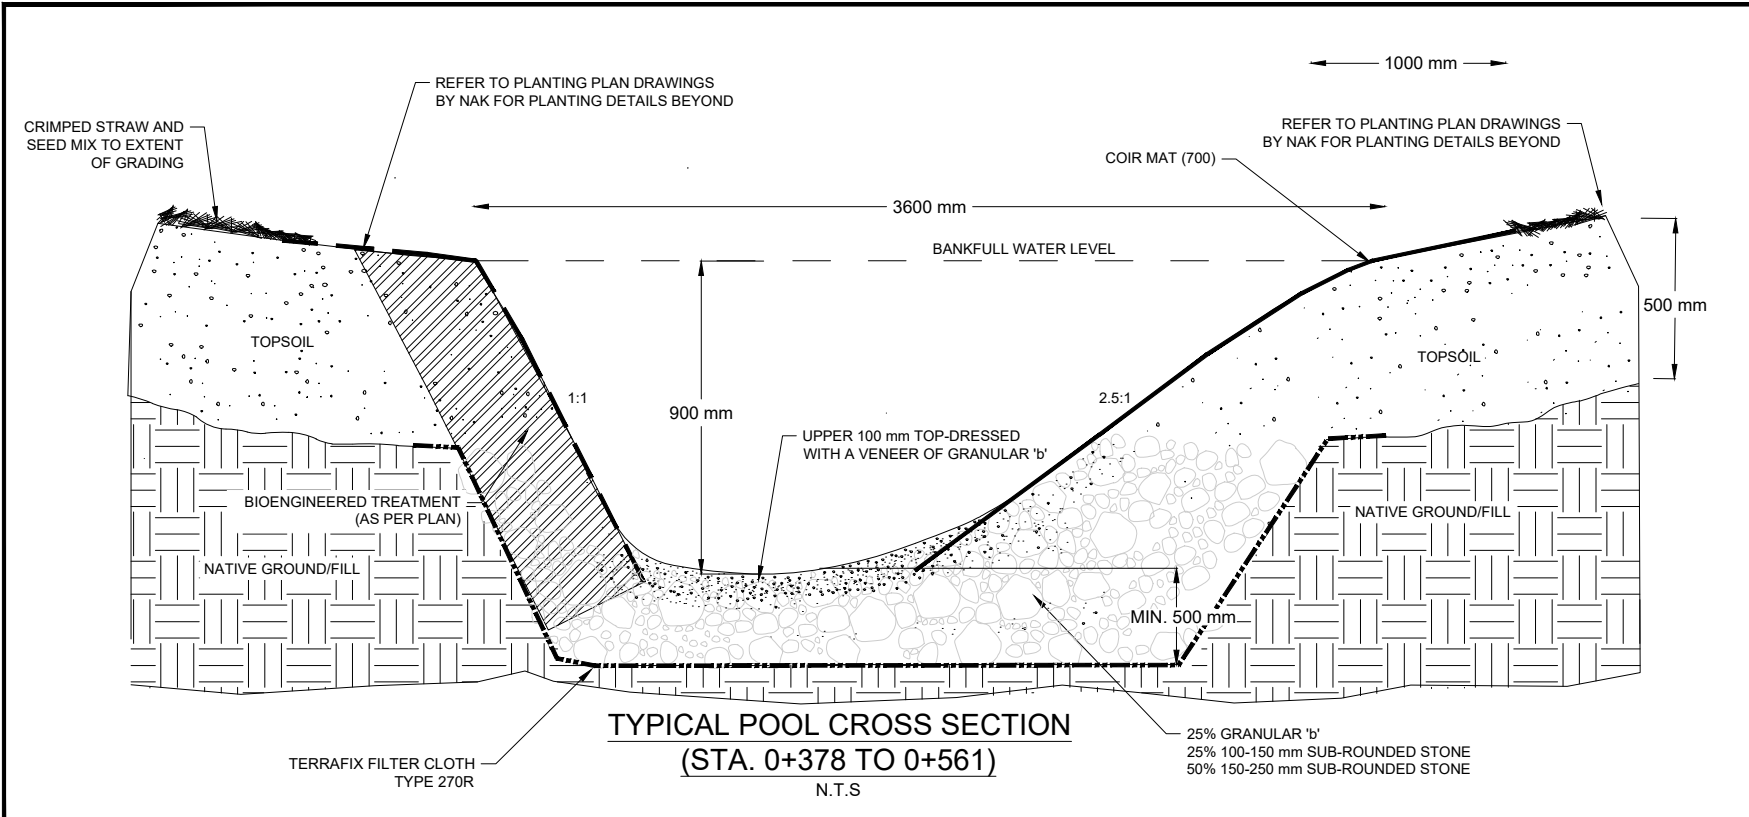 REFER TO PLANTING PLAN DRAWINGS
BY NAK FOR PLANTING DETAILS BEYOND
1000 mm
CRIMPED STRAW AND
SEED MIX TO EXTENT
OF GRADING
REFER TO PLANTING PLAN DRAWINGS
BY NAK FOR PLANTING DETAILS BEYOND
COIR MAT (700)
3600 mm
BANKFULL WATER LEVEL
500 mm
TOPSOIL
TOPSOIL
1:1
900 mm
2.5:1
UPPER 100 mm TOP-DRESSED
WITH A VENEER OF GRANULAR 'b'
BIOENGINEERED TREATMENT
(AS PER PLAN)
NATIVE GROUND/FILL
NATIVE GROUND/FILL
MIN. 500 mm
TYPICAL POOL CROSS SECTION
(STA. 0+378 TO 0+561)
N.T.S
TERRAFIX FILTER CLOTH
TYPE 270R
25% GRANULAR 'b'
25% 100-150 mm SUB-ROUNDED STONE
50% 150-250 mm SUB-ROUNDED STONE